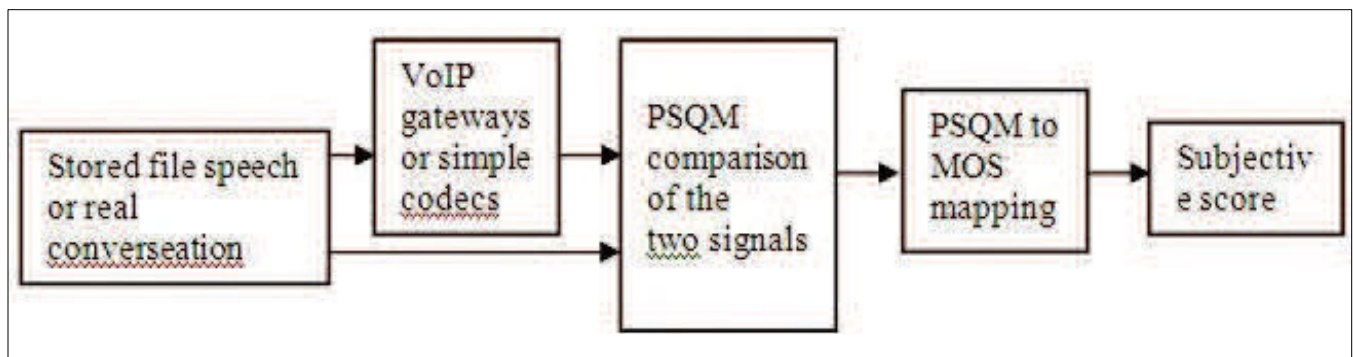 Stored file speech
or real
converseation
VoIP
gateways
or simple
codecs
PSQM
comparison
of the
two signals
PSQM to
MOS
mapping
Subjectiv
e score